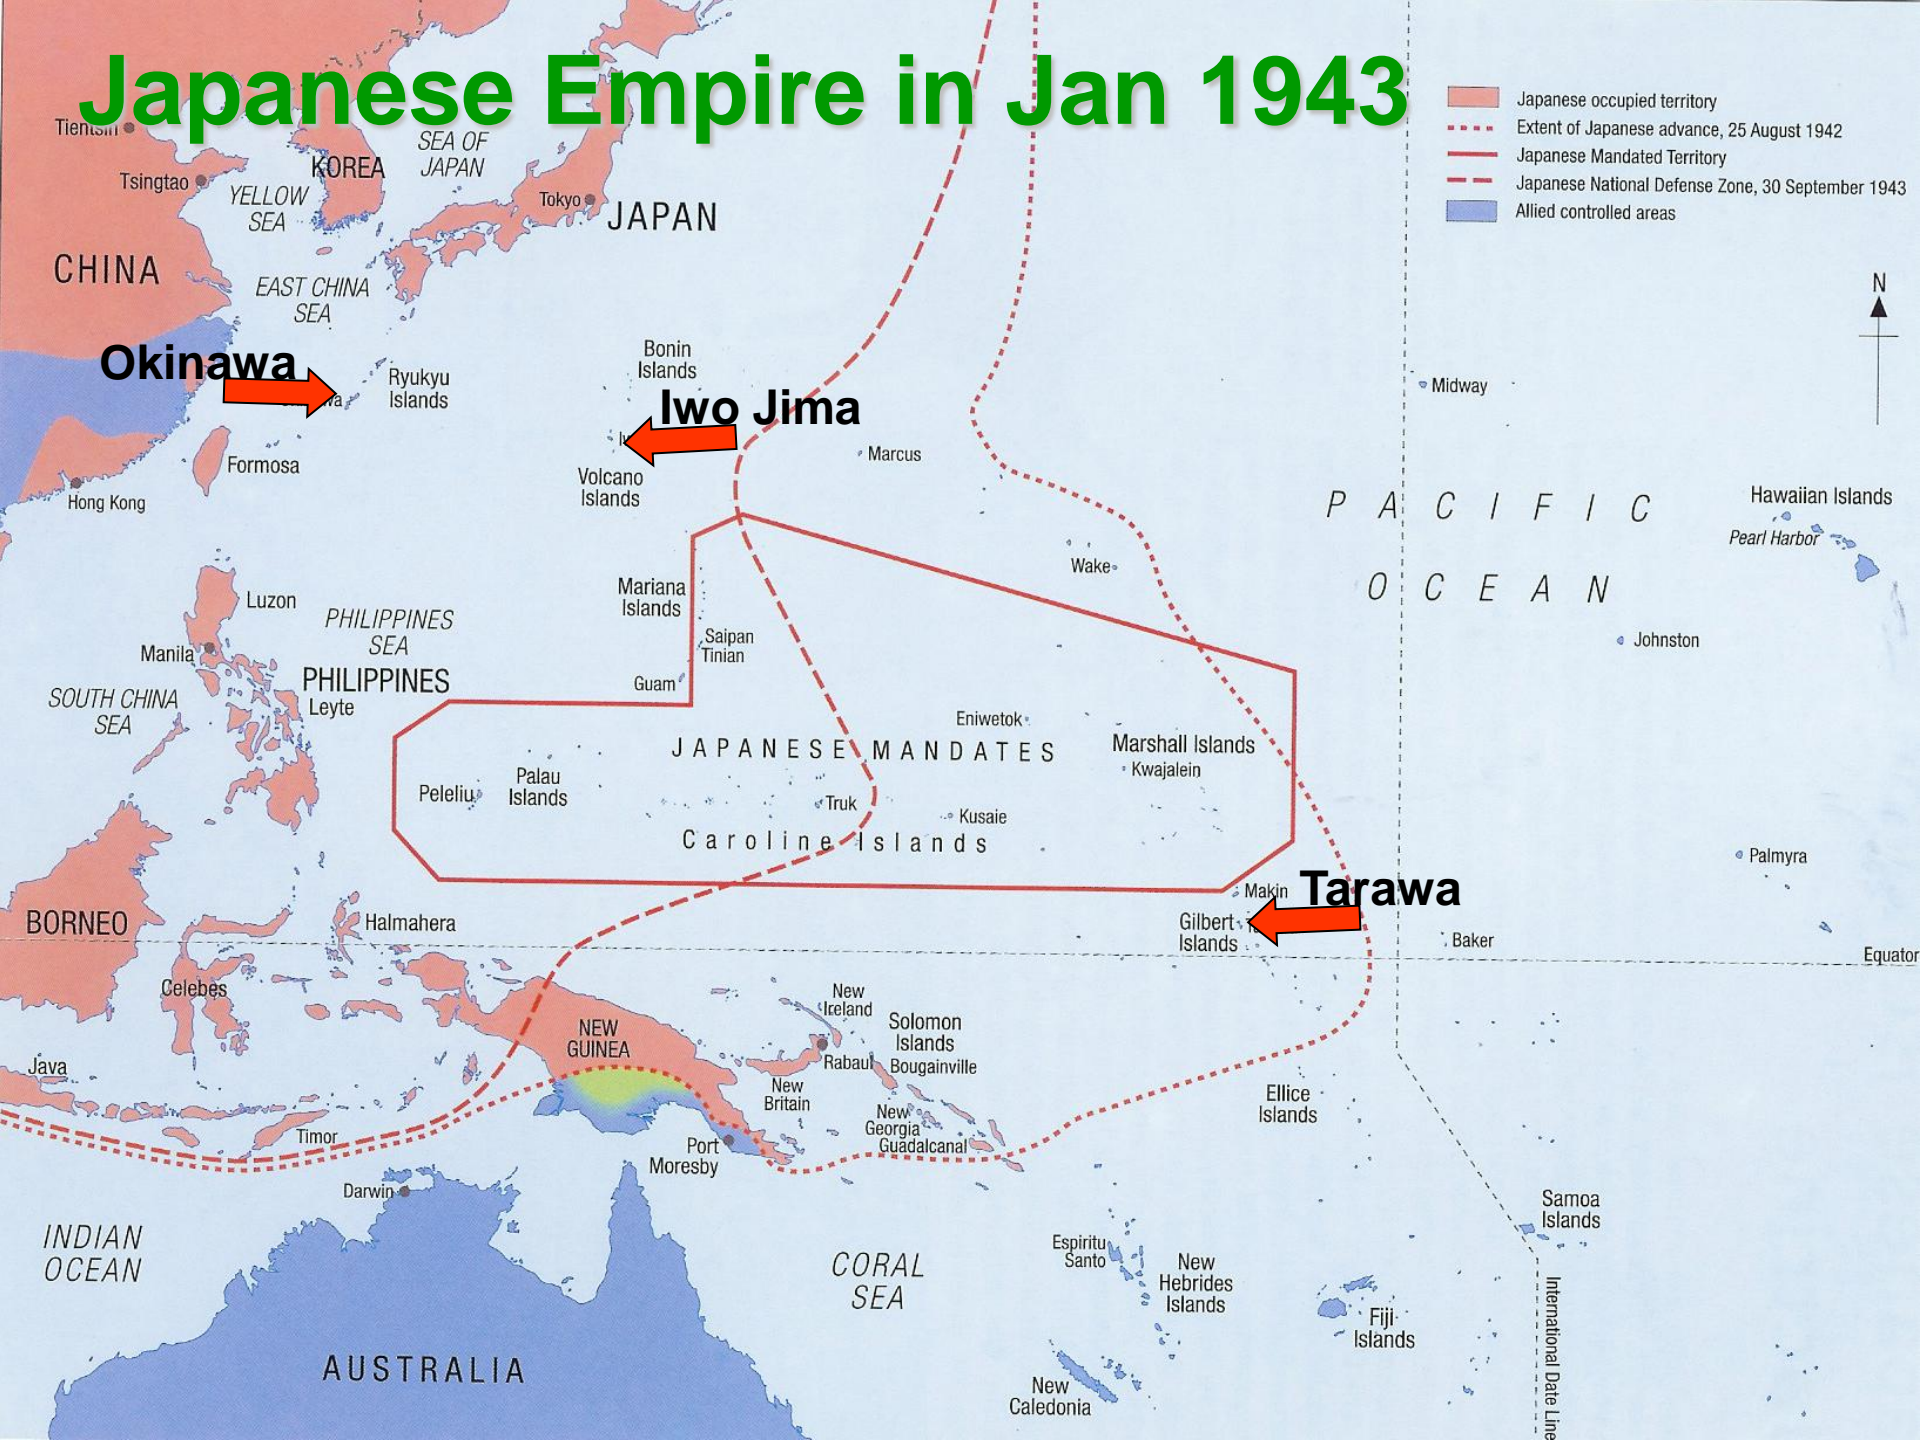 Japanese Empire in Jan 1943
Japanese occupied territory
Extent of Japanese advance, 25 August 1942
Japanese Mandated Territory
Japanese National Defense Zone, 30 September 1943
Allied controlled areas
N
Tientsin
Tsingtao
KOREA
SEA OF
JAPAN
YELLOW
SEA
Tokyo
JAPAN
CHINA
EAST CHINA
SEA
Okinawa
Ryukyu
Islands
Bonin
Islands
Iwo Jima
Volcano
Islands
Marcus
Midway
Formosa
Hong Kong
PACIFIC
OCEAN
Hawaiian Islands
Pearl Harbor
Wake
Johnston
Mariana
Islands
Saipan
Tinian
Guam
Luzon
PHILIPPINES
SEA
Manila
PHILIPPINES
Leyte
SOUTH CHINA
SEA
Eniwetok
JAPANESE MANDATES
Marshall Islands
Kwajalein
Peleliu
Palau
Islands
Truk
Kusaie
Caroline Islands
Palmyra
Makin
Tarawa
Gilbert
Islands
Baker
Equator
BORNEO
Halmahera
Celebes
Java
NEW
GUINEA
New
Ireland
Solomon
Islands
Rabaul
Bougainville
New
Britain
New
Georgia
Guadalcanal
Ellice
Islands
Timor
Port
Moresby
Darwin
Samoa
Islands
INDIAN
OCEAN
CORAL
SEA
Espiritu
Santo
New
Hebrides
Islands
Fiji
Islands
International Date Line
AUSTRALIA
New
Caledonia